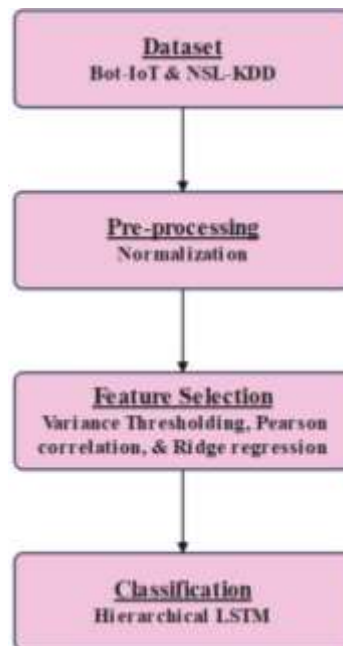 Dataset
Bot-IoT & NSL-KDD
Pre-processing
Normalization
Feature Selection
Variance Thresholding, Pearson
correlation, & Ridge regression
Classification
Hierarchical LSTM